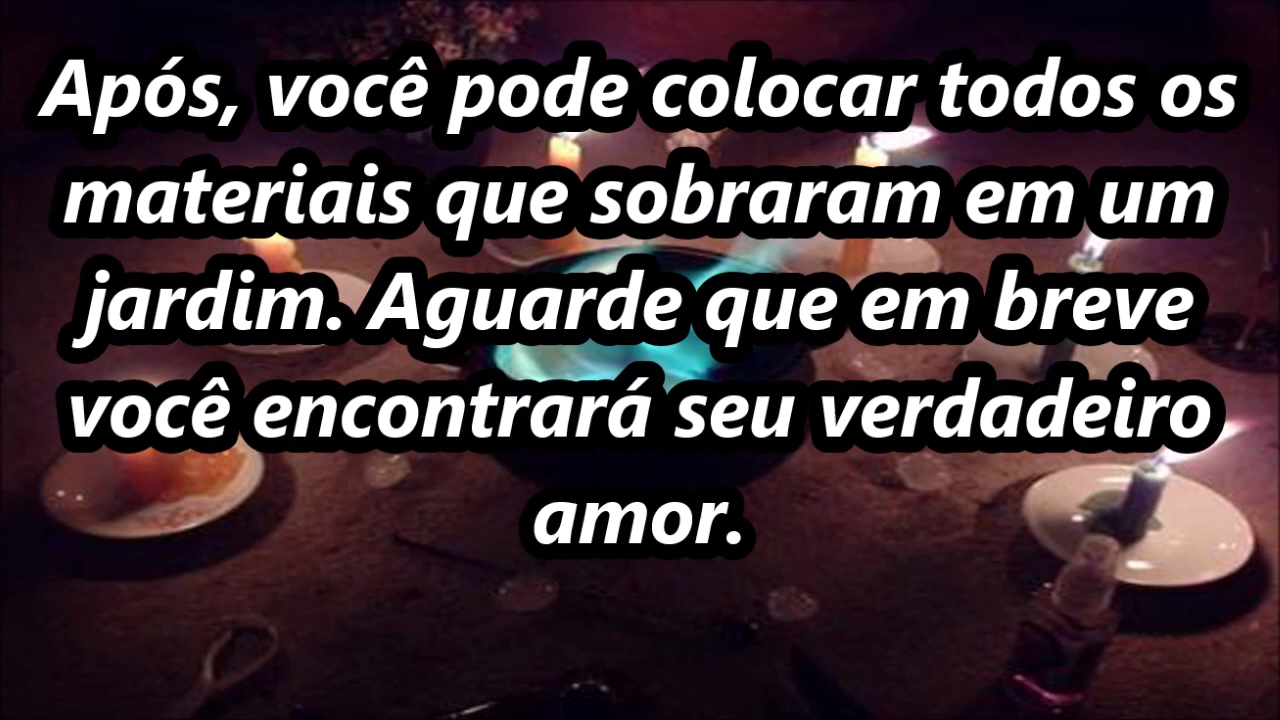 Após, você pode colocar todos os
materiais que sobraram em um
jardim. Aguarde que em breve
você encontrará seu verdadeiro
amor.